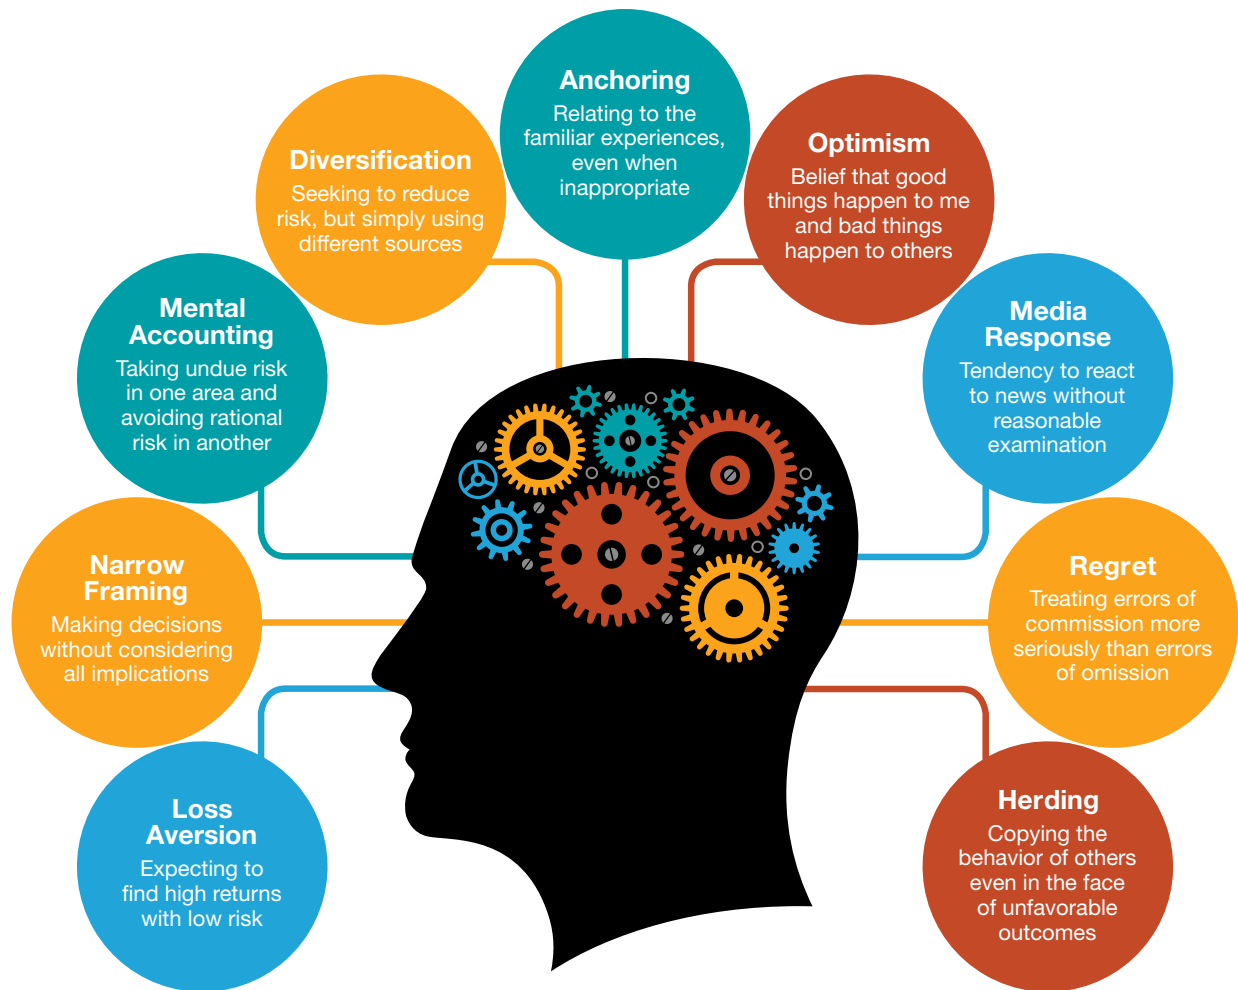 Anchoring
Relating to the
familiar experiences,
even when
inappropriate
Optimism
Belief that good
things happen to me
and bad things
happen to others
Media
Response
Tendency to react
to news without
reasonable
examination
Regret
Treating errors of
commission more
seriously than errors
of omission
Herding
Copying the
behavior of others
even in the face
of unfavorable
outcomes
Diversification
Seeking to reduce
risk, but simply using
different sources
Mental
Accounting
Taking undue risk
in one area and
avoiding rational
risk in another
Narrow
Framing
Making decisions
without considering
all implications
Loss
Aversion
Expecting to
find high returns
with low risk